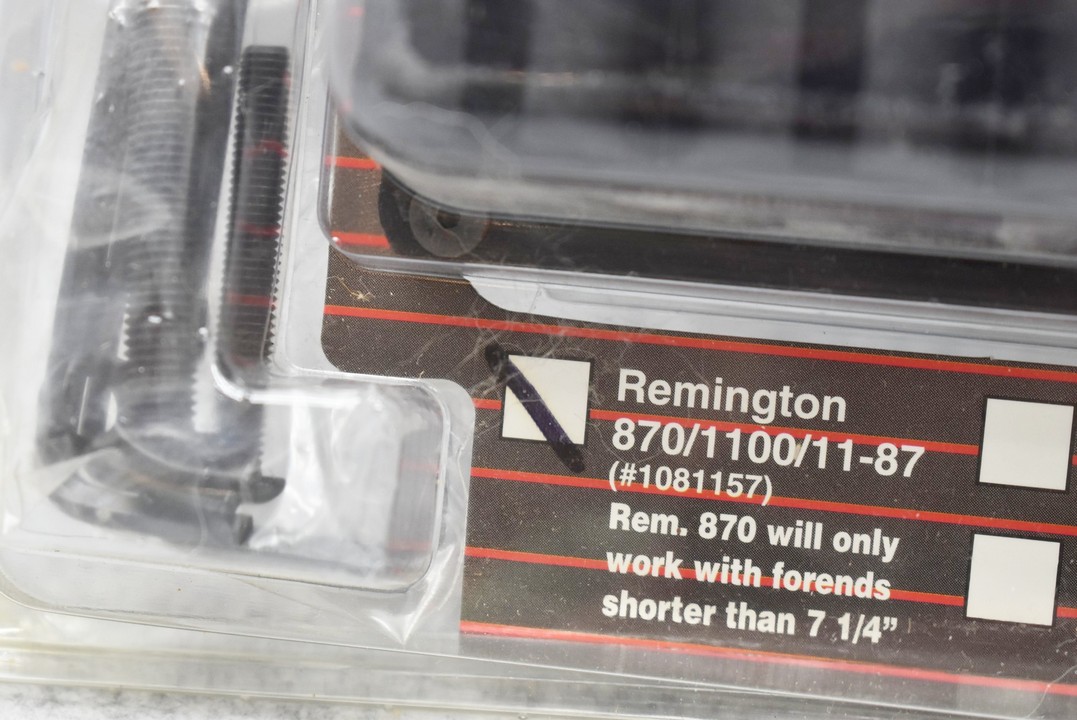 Remington
870/1100/11-87
(#1081157)
Rem. 870 will only
work with forends
shorter than 7 1/4”